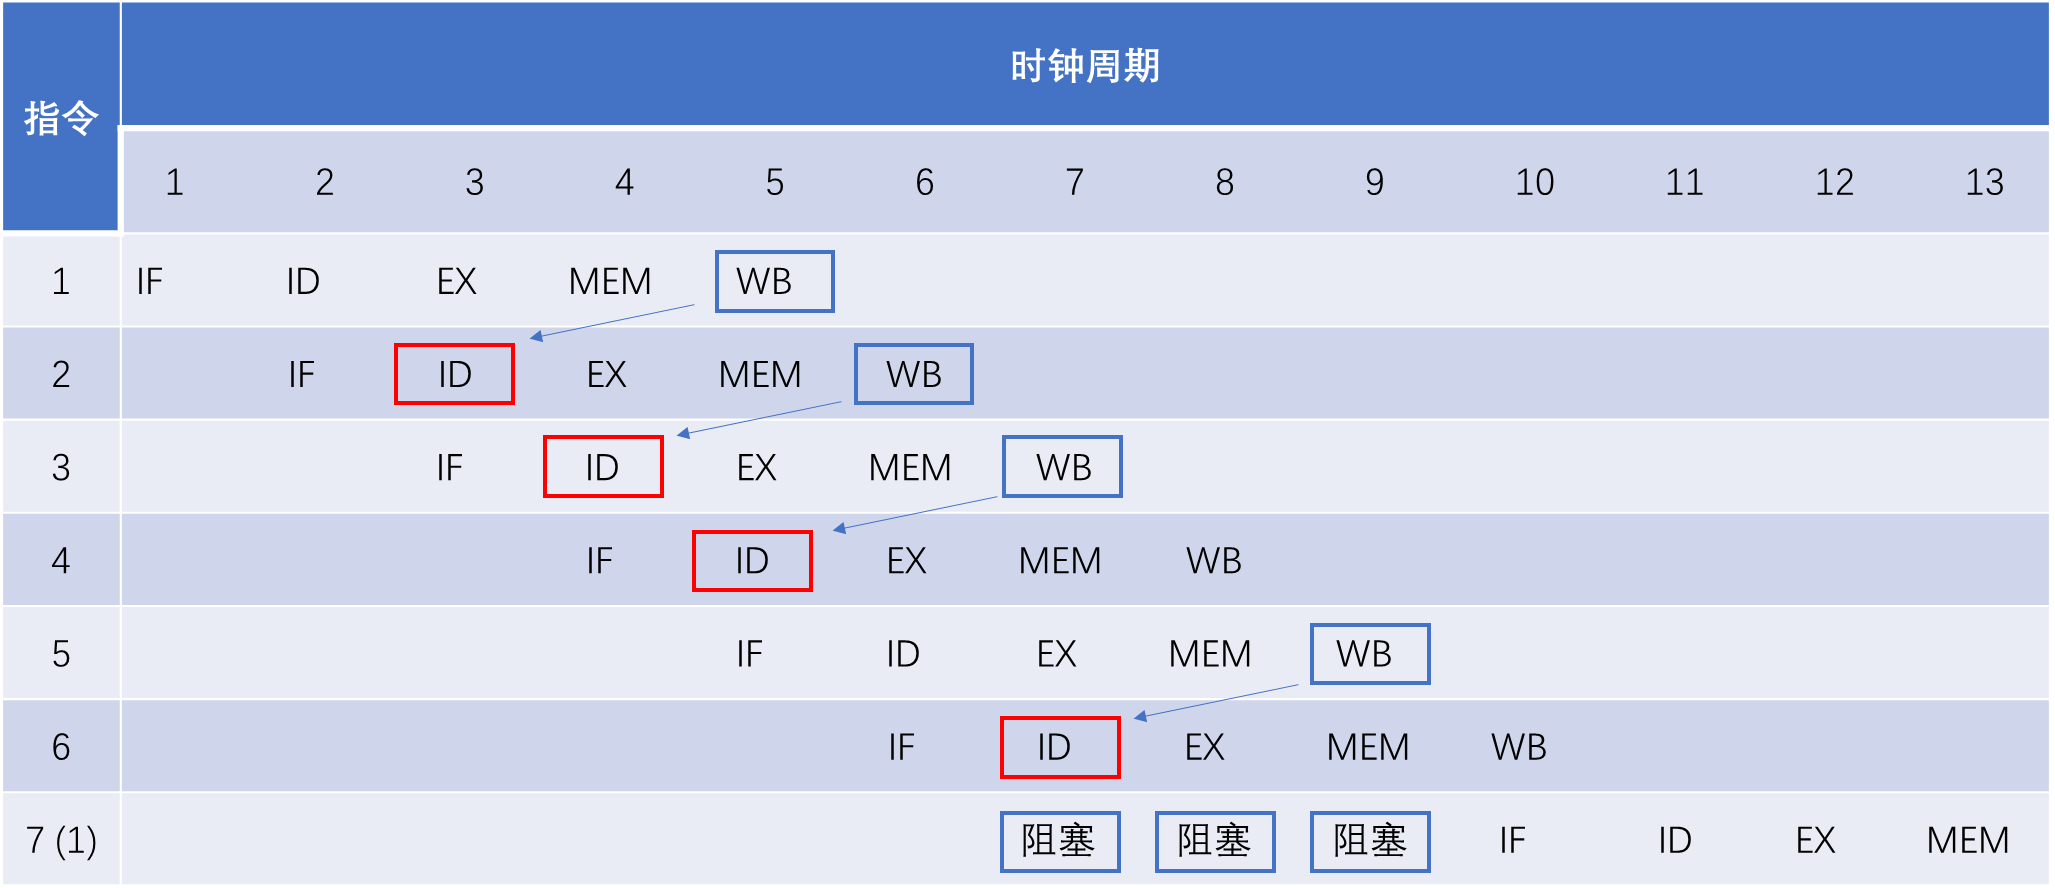 指令
时钟周期
1 2 3 4 5 6 7 8 9 10 11 12 13
1 IF ID EX MEM WB
2 IF ID EX MEM WB
3 IF ID EX MEM WB
4 IF ID EX MEM WB
5 IF ID EX MEM WB
6 IF ID EX MEM WB
7 (1) 阻塞 阻塞 阻塞 IF ID EX MEM